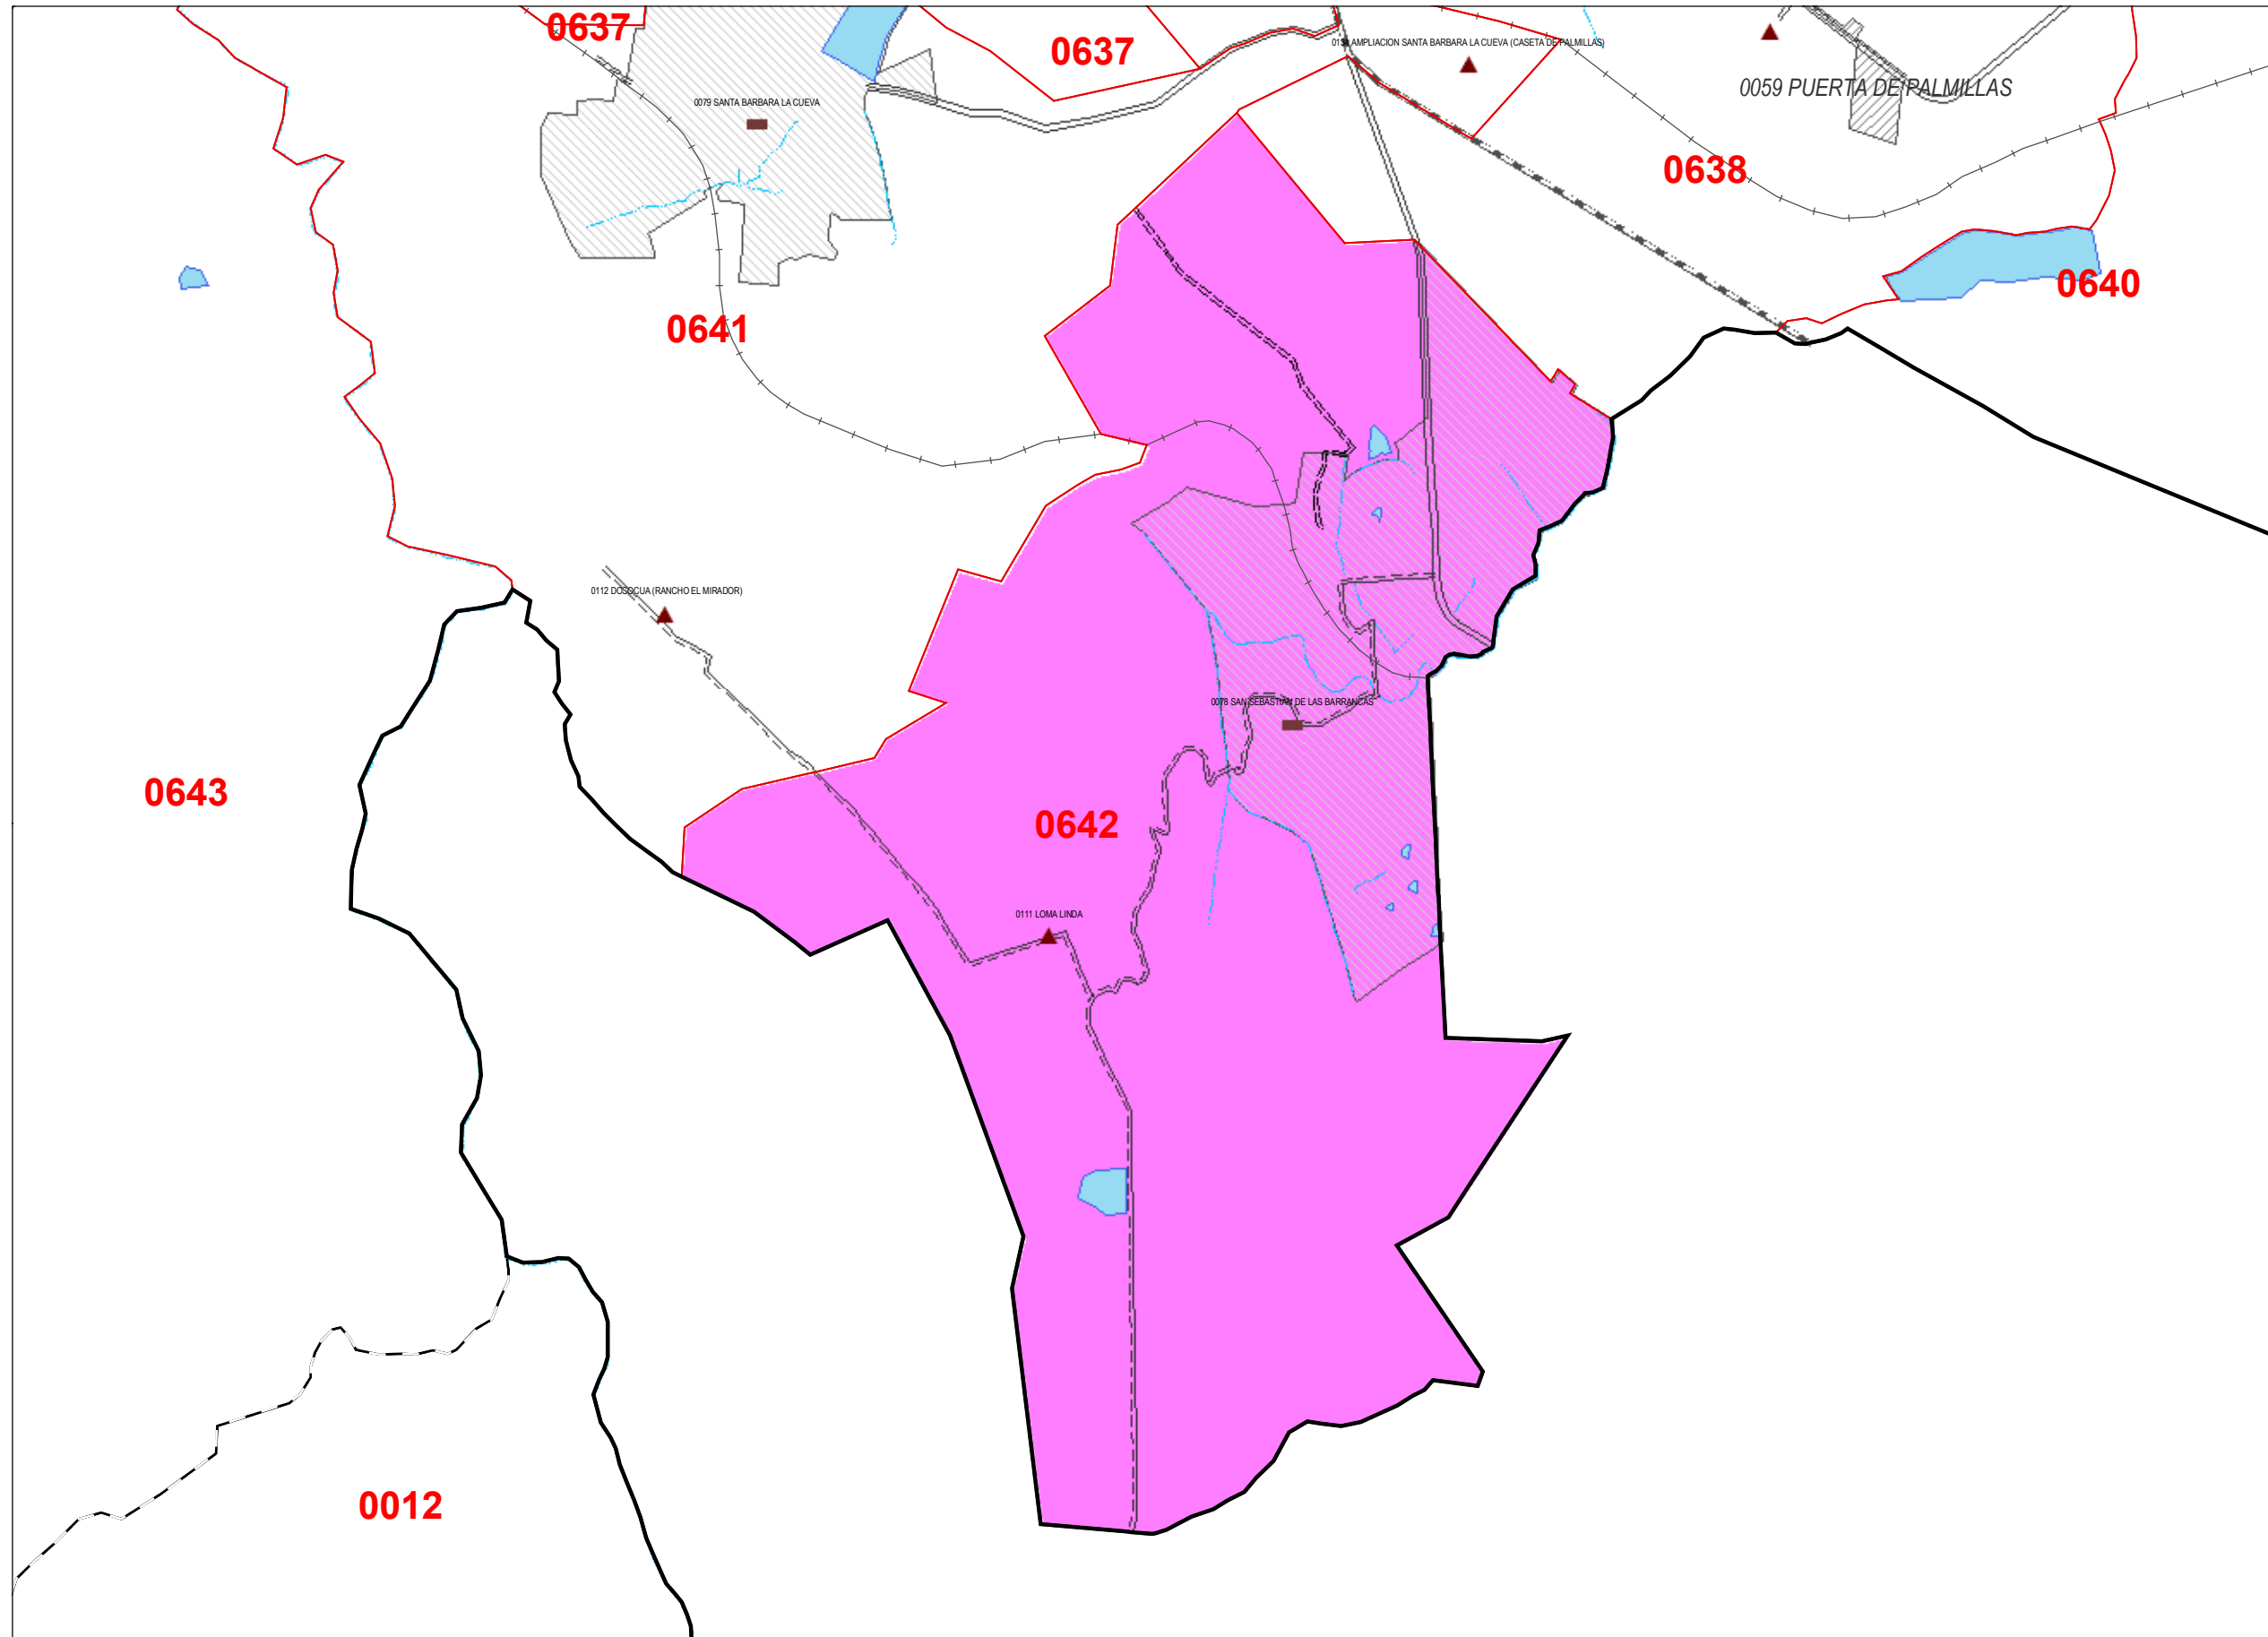 0637
0637
AMPLIACION SANTA BARBARA LA CUEVA (CASETA DE PALMILLAS)
0059 PUERTA DE PALMILLAS
0079 SANTA BARBARA LA CUEVA
0638
0640
0641
0112 DOSOCUA (RANCHO EL MIRADOR)
0078 SAN SEBASTIAN DE LAS BARRANCAS
0643
0642
0111 LOMA LINDA
0012